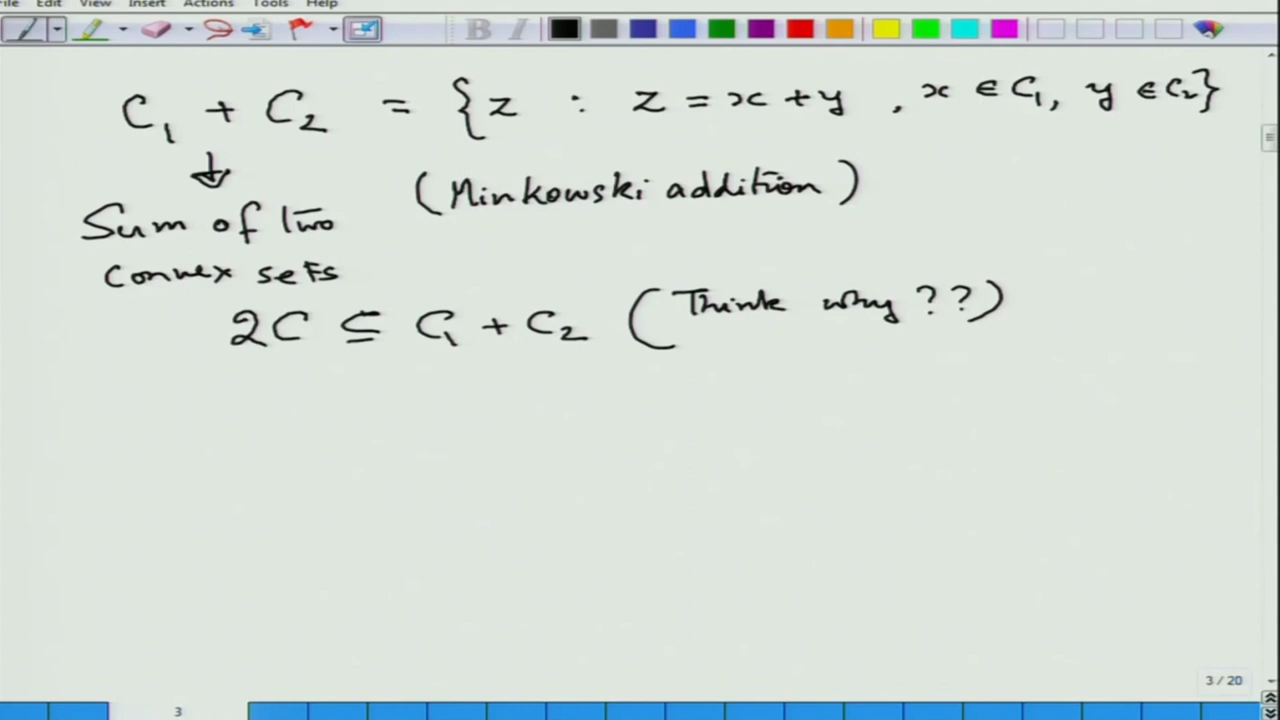 File Edit View Insert Actions Tools Help
B I
C₁ + C₂ = {z : z = x + y , x ∈ C₁, y ∈ C₂}
↓
(Minkowski addition)
Sum of two
convex sets
2C ⊆ C₁ + C₂ (Think why ??)
3 / 20
3